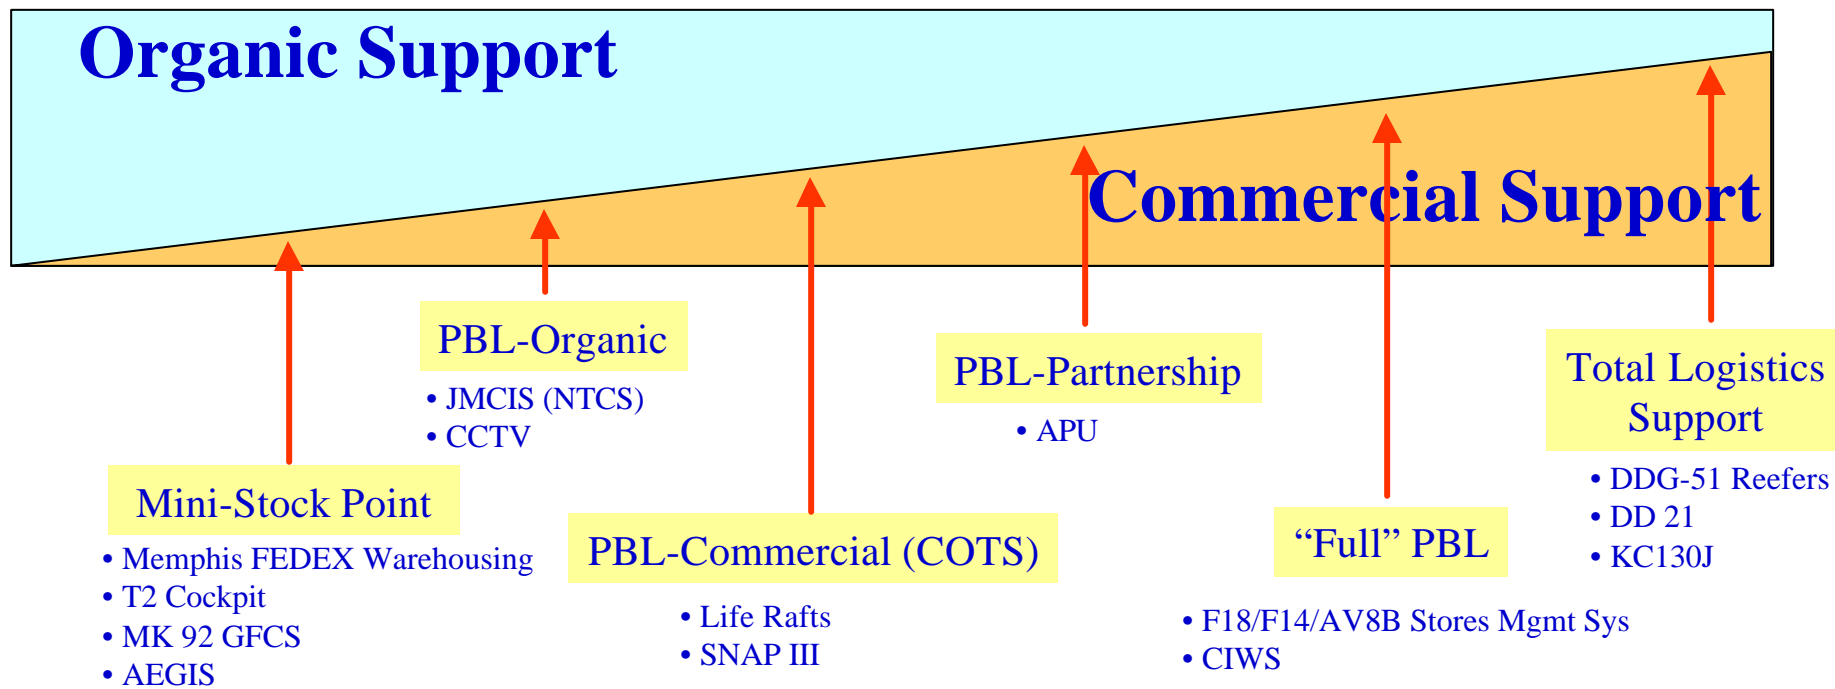 Organic Support
Commercial Support
Mini-Stock Point
• Memphis FEDEX Warehousing
• T2 Cockpit
• MK 92 GFCS
• AEGIS
PBL-Organic
• JMCIS (NTCS)
• CCTV
PBL-Commercial (COTS)
• Life Rafts
• SNAP III
PBL-Partnership
• APU
“Full” PBL
• F18/F14/AV8B Stores Mgmt Sys
• CIWS
Total Logistics
Support
• DDG-51 Reefers
• DD 21
• KC130J